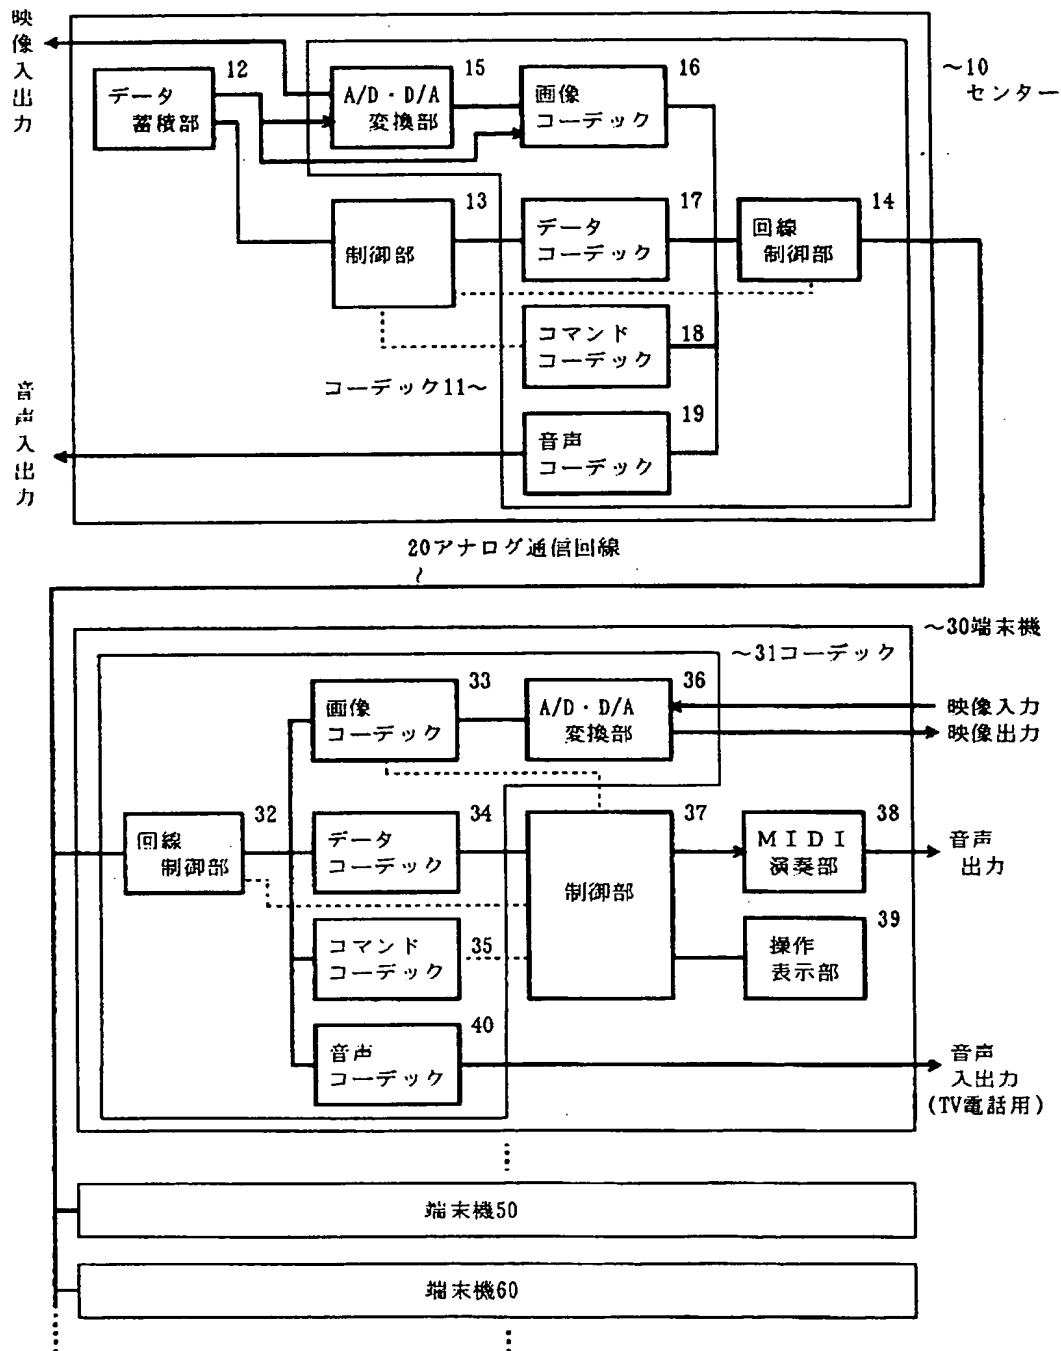 映像入出力
12
データ
蓄積部
15
A/D・D/A
変換部
16
画像
コーデック
〜10
センター
13
制御部
17
データ
コーデック
14
回線
制御部
18
コマンド
コーデック
コーデック11〜
19
音声
コーデック
音声入出力
20アナログ通信回線
〜
〜30端末機
〜31コーデック
33
画像
コーデック
36
A/D・D/A
変換部
映像入力
映像出力
32
回線
制御部
34
データ
コーデック
37
制御部
38
MIDI
演奏部
音声
出力
35
コマンド
コーデック
39
操作
表示部
40
音声
コーデック
音声
入出力
(TV電話用)
端末機50
端末機60